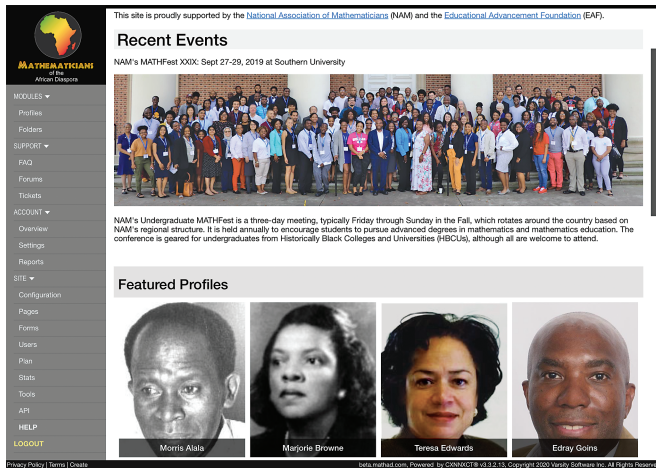 This site is proudly supported by the National Association of Mathematicians (NAM) and the Educational Advancement Foundation (EAF).
MATHEMATICIANS
of the
African Diaspora
MODULES
Profiles
Folders
SUPPORT
FAQ
Forums
Tickets
ACCOUNT
Overview
Settings
Reports
SITE
Configuration
Pages
Forms
Users
Plan
Stats
Tools
API
HELP
LOGOUT
Recent Events
NAM's MATHFest XXIX: Sept 27-29, 2019 at Southern University
NAM's Undergraduate MATHFest is a three-day meeting, typically Friday through Sunday in the Fall, which rotates around the country based on
NAM's regional structure. It is held annually to encourage students to pursue advanced degrees in mathematics and mathematics education. The
conference is geared for undergraduates from Historically Black Colleges and Universities (HBCUs), although all are welcome to attend.
Featured Profiles
Morris Alala
Marjorie Browne
Teresa Edwards
Edray Goins
Privacy Policy | Terms | Create
beta.mathad.com, Powered by CXNNXCT® v3.3.2.13, Copyright 2020 Varsity Software Inc. All Rights Reserve